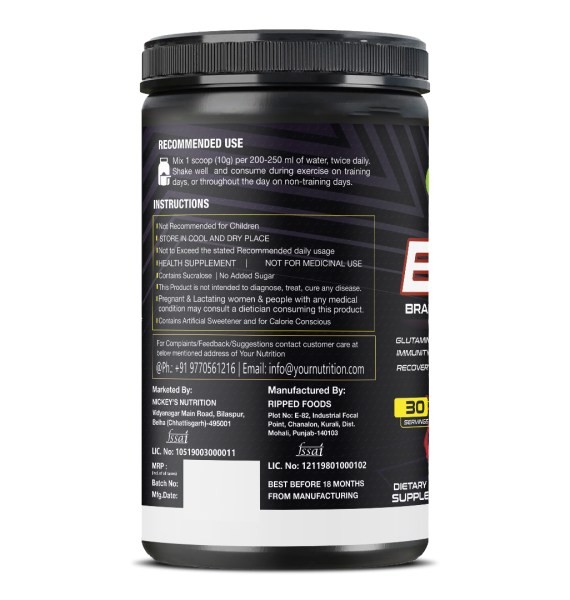 RECOMMENDED USE
Mix 1 scoop (10g) per 200-250 ml of water, twice daily.
Shake well and consume during exercise on training
days, or throughout the day on non-training days.
INSTRUCTIONS
Not Recommended for Children
STORE IN COOL AND DRY PLACE
Not to Exceed the stated Recommended daily usage
HEALTH SUPPLEMENT | NOT FOR MEDICINAL USE
Contains Sucralose | No Added Sugar
This Product is not intended to diagnose, treat, cure any disease.
Pregnant & Lactating women & people with any medical
condition may consult a dietician consuming this product.
Contains Artificial Sweetener and for Calorie Conscious
For Complaints/Feedback/Suggestions contact customer care at
below mentioned address of Your Nutrition
@Ph.: +91 9770561216 | Email: info@yournutrition.com
Marketed By:
NICKEY'S NUTRITION
Vidyanagar Main Road, Bilaspur,
Belha (Chhattisgarh)-495001
fssai
LIC. No: 10519003000011
MRP :
(incl of all taxes)
Batch No:
Mfg.Date:
Manufactured By:
RIPPED FOODS
Plot No: E-82, Industrial Focal
Point, Chanalon, Kurali, Dist.
Mohali, Punjab-140103
fssai
LIC. No: 12119801000102
BEST BEFORE 18 MONTHS
FROM MANUFACTURING
BRA
GLUTAMIN
IMMUNITY
RECOVER
30
SERVINGS
DIETARY
SUPPLE